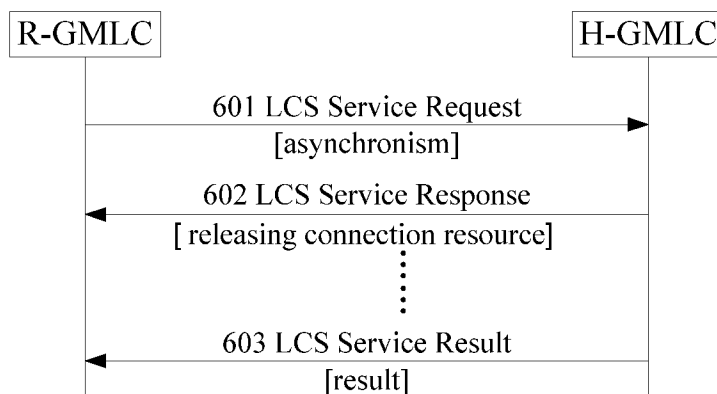 R-GMLC
H-GMLC
601 LCS Service Request
[asynchronism]
602 LCS Service Response
[ releasing connection resource]
603 LCS Service Result
[result]